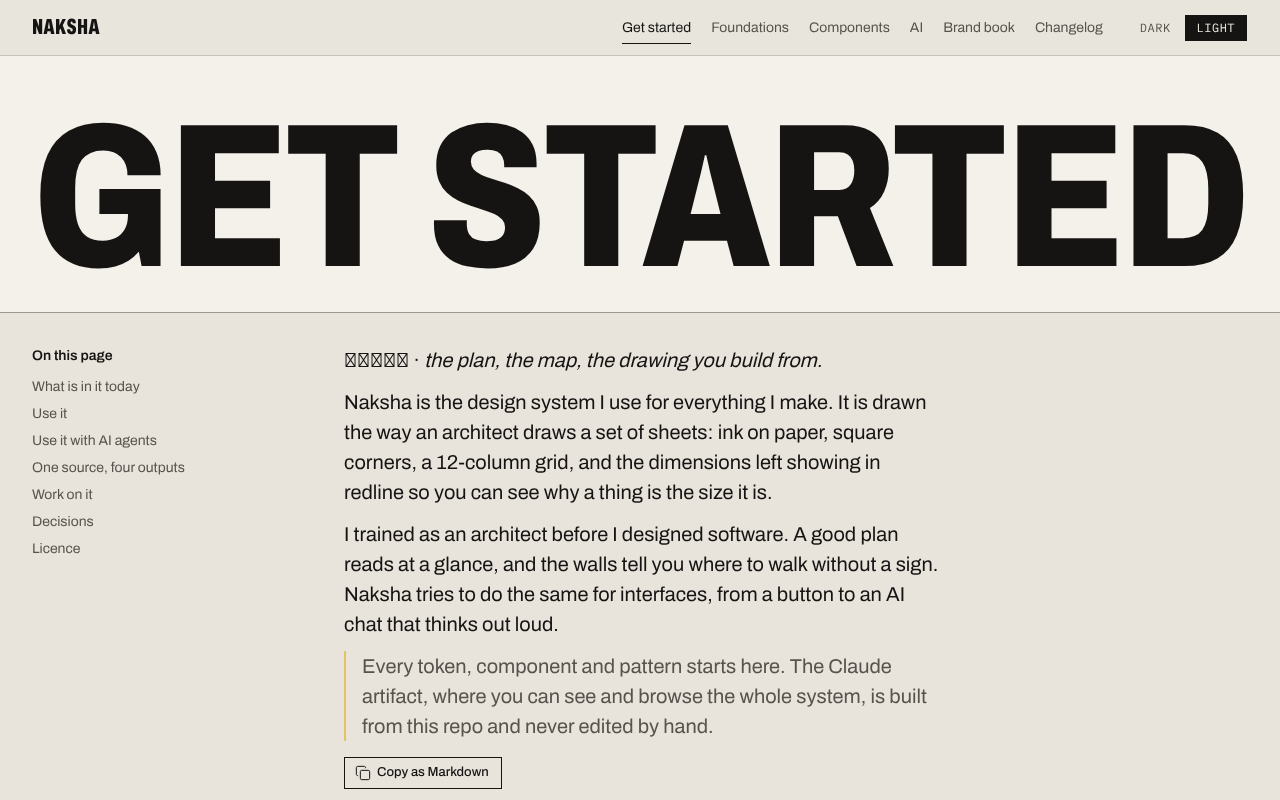 NAKSHA
Get started
Foundations
Components
AI
Brand book
Changelog
DARK
LIGHT
GET STARTED
On this page
What is in it today
Use it
Use it with AI agents
One source, four outputs
Work on it
Decisions
Licence
· the plan, the map, the drawing you build from.
Naksha is the design system I use for everything I make. It is drawn
the way an architect draws a set of sheets: ink on paper, square
corners, a 12-column grid, and the dimensions left showing in
redline so you can see why a thing is the size it is.
I trained as an architect before I designed software. A good plan
reads at a glance, and the walls tell you where to walk without a sign.
Naksha tries to do the same for interfaces, from a button to an AI
chat that thinks out loud.
Every token, component and pattern starts here. The Claude
artifact, where you can see and browse the whole system, is built
from this repo and never edited by hand.
Copy as Markdown